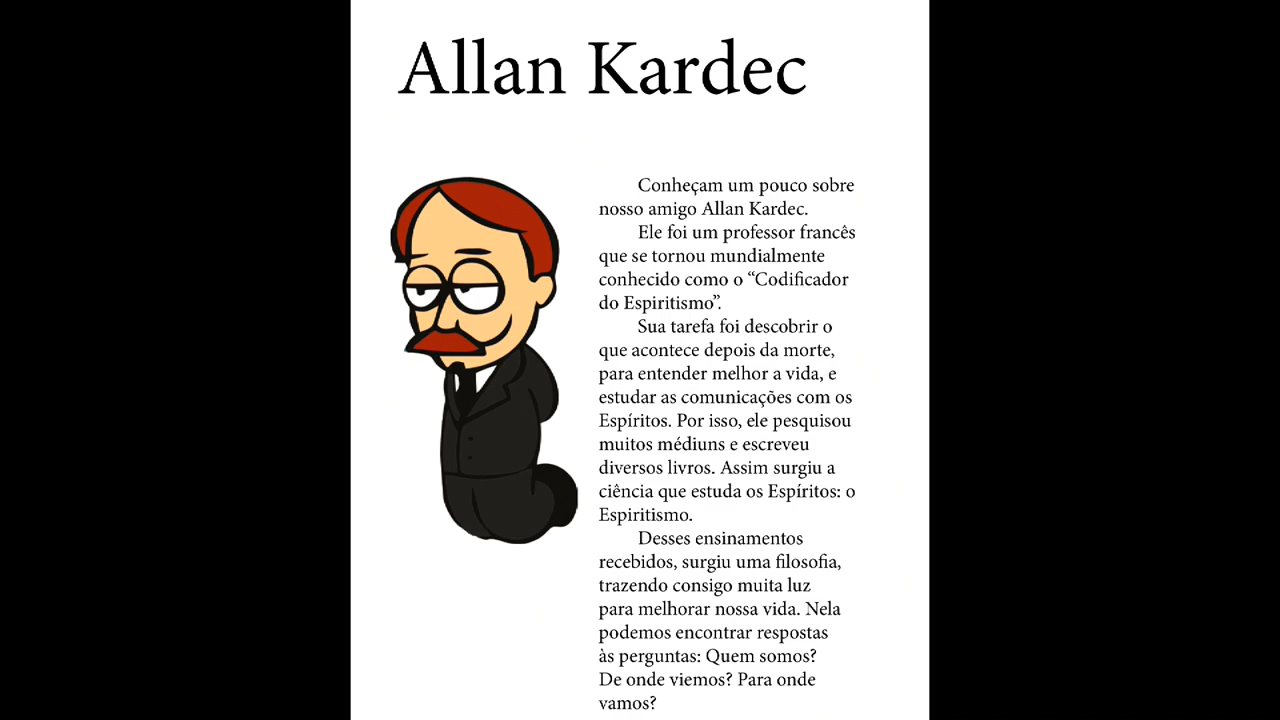 Allan Kardec
Conheçam um pouco sobre
nosso amigo Allan Kardec.
Ele foi um professor francês
que se tornou mundialmente
conhecido como o “Codificador
do Espiritismo”.
Sua tarefa foi descobrir o
que acontece depois da morte,
para entender melhor a vida, e
estudar as comunicações com os
Espíritos. Por isso, ele pesquisou
muitos médiuns e escreveu
diversos livros. Assim surgiu a
ciência que estuda os Espíritos: o
Espiritismo.
Desses ensinamentos
recebidos, surgiu uma filosofia,
trazendo consigo muita luz
para melhorar nossa vida. Nela
podemos encontrar respostas
às perguntas: Quem somos?
De onde viemos? Para onde
vamos?